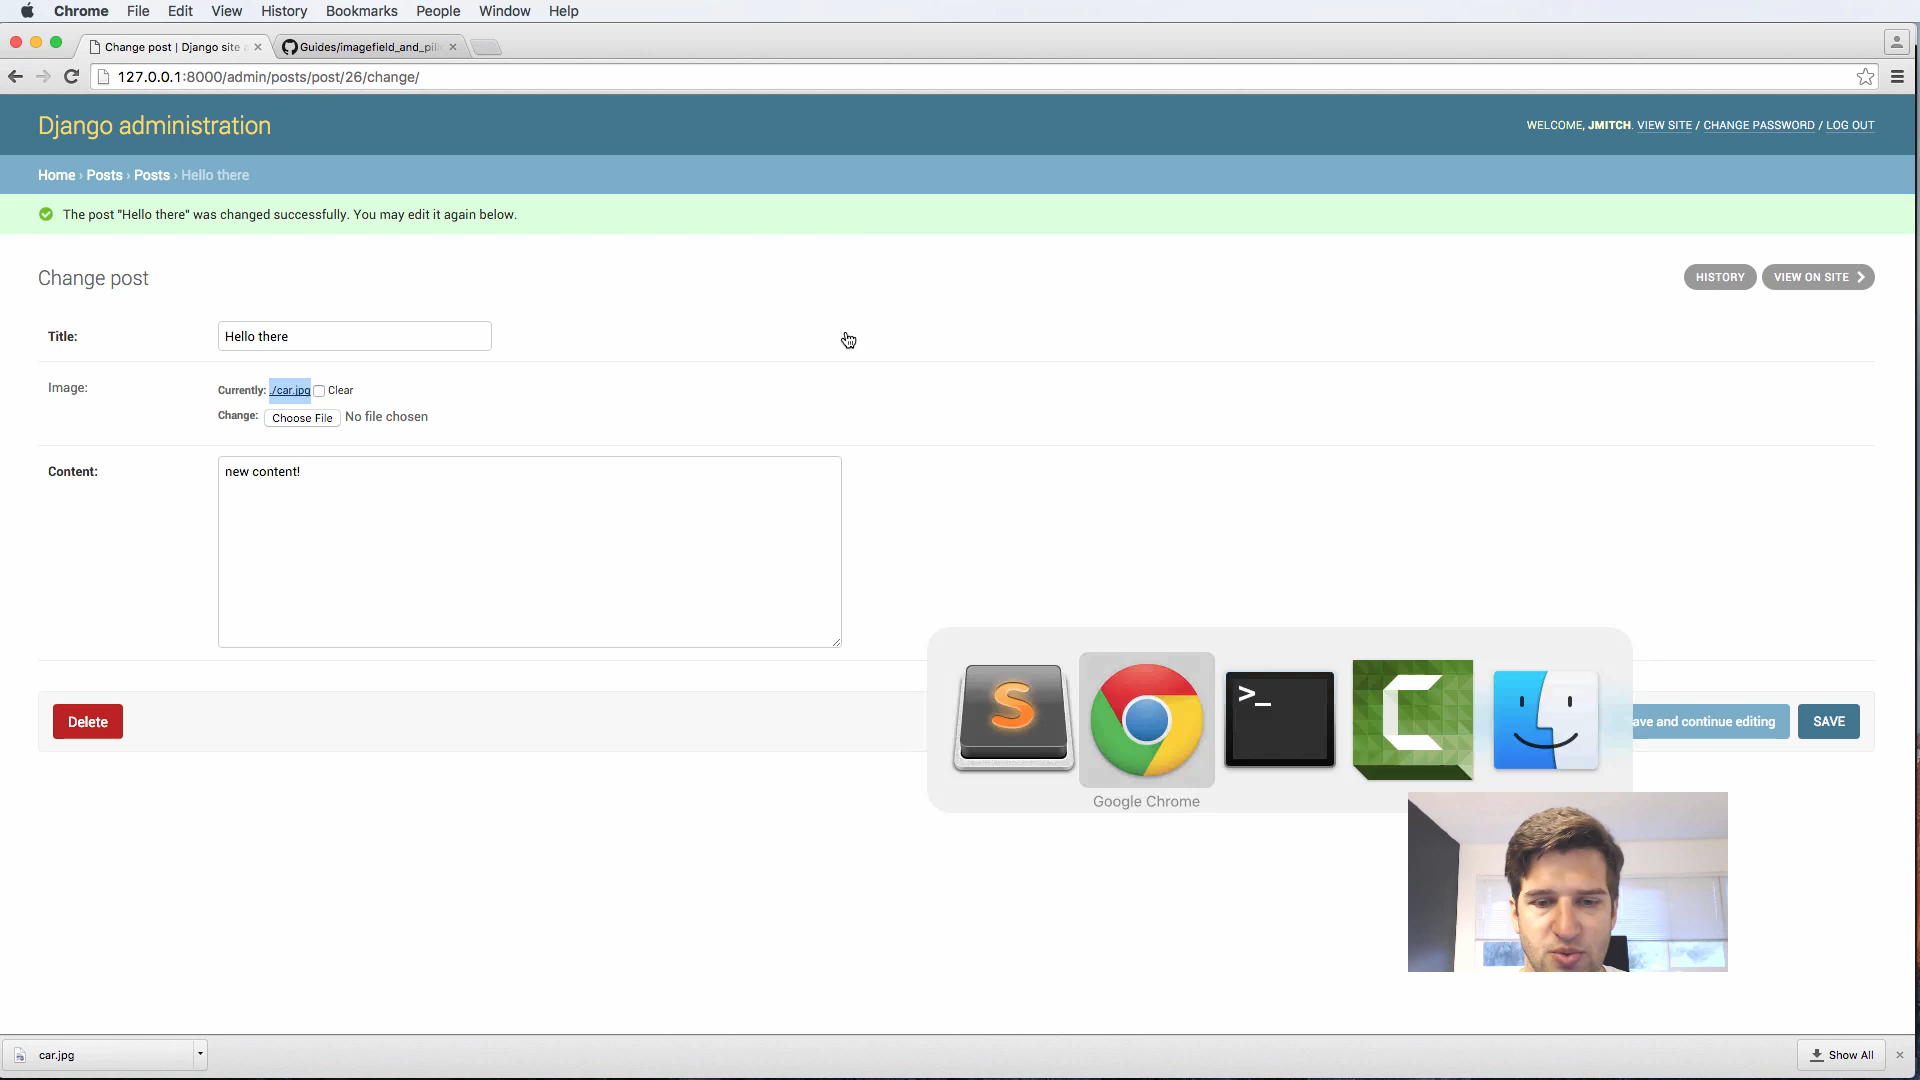 Chrome File Edit View History Bookmarks People Window Help
Change post | Django site a
Guides/imagefield_and_pill
127.0.0.1:8000/admin/posts/post/26/change/
Django administration
WELCOME, JMITCH. VIEW SITE / CHANGE PASSWORD / LOG OUT
Home › Posts › Posts › Hello there
The post "Hello there" was changed successfully. You may edit it again below.
Change post
HISTORY
VIEW ON SITE
Title:
Hello there
Image:
Currently: ./car.jpg Clear
Change: Choose File No file chosen
Content:
new content!
S
>_
C
Delete
ave and continue editing
SAVE
Google Chrome
car.jpg
Show All